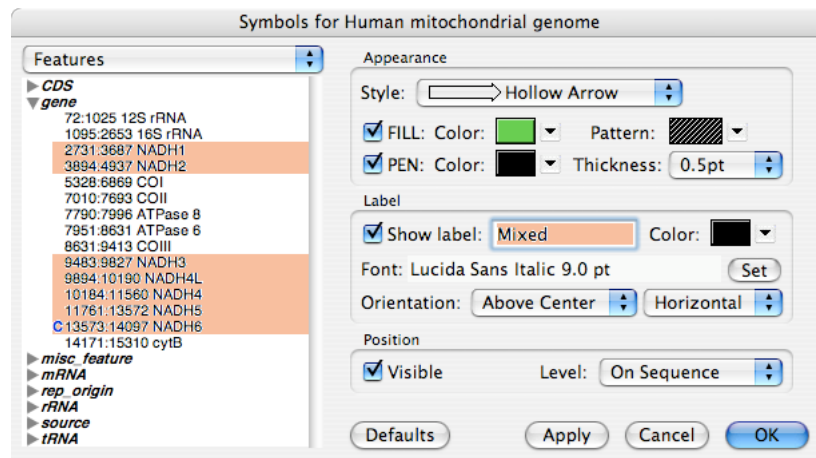 Symbols for Human mitochondrial genome
Features
CDS
gene
72:1025 12S rRNA
1095:2653 16S rRNA
2731:3687 NADH1
3894:4937 NADH2
5328:6869 COI
7010:7693 COII
7790:7996 ATPase 8
7951:8631 ATPase 6
8631:9413 COIII
9483:9827 NADH3
9894:10190 NADH4L
10184:11560 NADH4
11761:13572 NADH5
C 13573:14097 NADH6
14171:15310 cytB
misc_feature
mRNA
rep_origin
rRNA
source
tRNA
Appearance
Style: Hollow Arrow
FILL: Color: Pattern:
PEN: Color: Thickness: 0.5pt
Label
Show label: Mixed Color:
Font: Lucida Sans Italic 9.0 pt Set
Orientation: Above Center Horizontal
Position
Visible Level: On Sequence
Defaults Apply Cancel OK